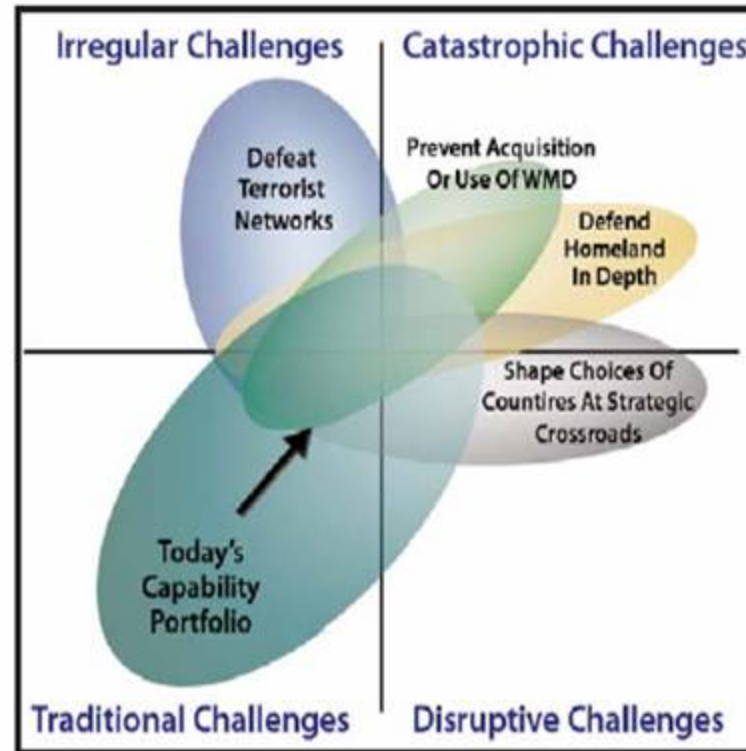 Irregular Challenges
Catastrophic Challenges
Defeat
Terrorist
Networks
Prevent Acquisition
Or Use Of WMD
Defend
Homeland
In Depth
Shape Choices Of
Countires At Strategic
Crossroads
Today's
Capability
Portfolio
Traditional Challenges
Disruptive Challenges